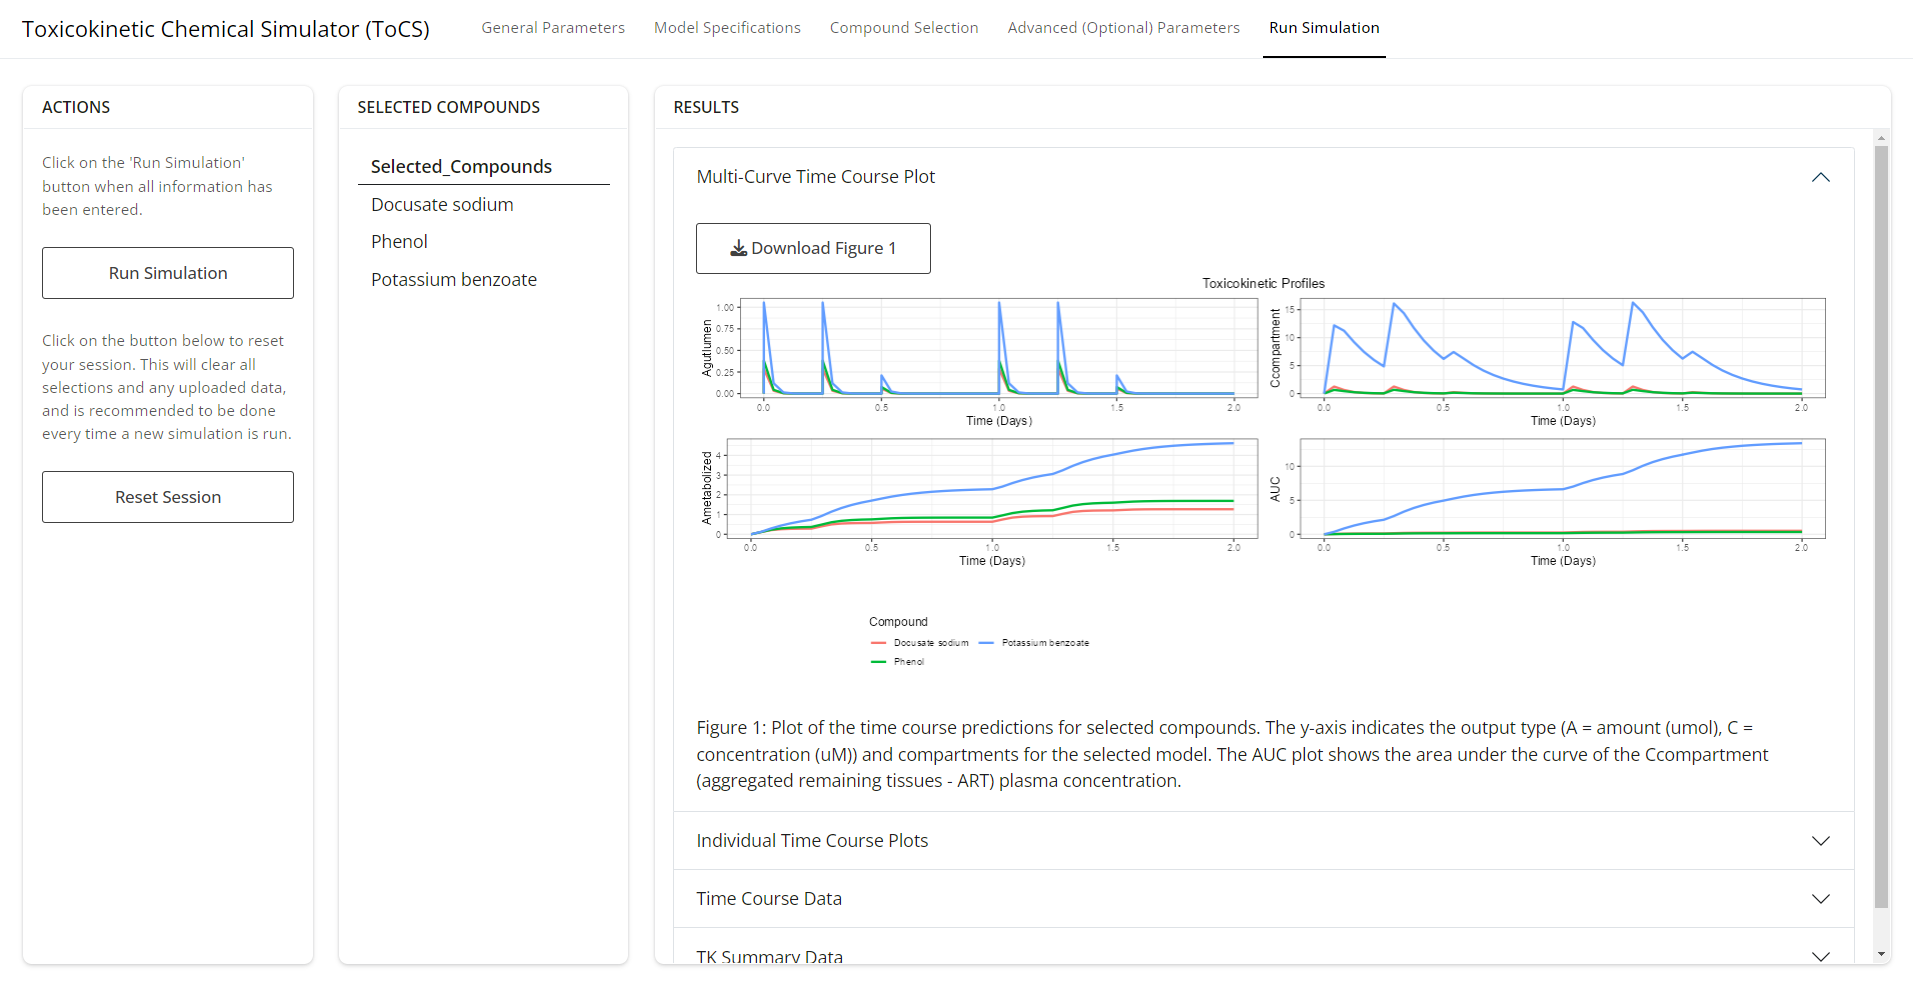 Toxicokinetic Chemical Simulator (ToCS)
General Parameters
Model Specifications
Compound Selection
Advanced (Optional) Parameters
Run Simulation
ACTIONS
Click on the 'Run Simulation'
button when all information has
been entered.
Run Simulation
Click on the button below to reset
your session. This will clear all
selections and any uploaded data,
and is recommended to be done
every time a new simulation is run.
Reset Session
SELECTED COMPOUNDS
Selected_Compounds
Docusate sodium
Phenol
Potassium benzoate
RESULTS
Multi-Curve Time Course Plot
Download Figure 1
Toxicokinetic Profiles
Agutlumen
1.00
0.75
0.50
0.25
0.00
0.0 0.5 1.0 1.5 2.0
Time (Days)
Ccompartment
15
10
5
0
0.0 0.5 1.0 1.5 2.0
Time (Days)
Ametabolized
4
3
2
1
0
0.0 0.5 1.0 1.5 2.0
Time (Days)
AUC
10
5
0
0.0 0.5 1.0 1.5 2.0
Time (Days)
Compound
Docusate sodium
Potassium benzoate
Phenol
Figure 1: Plot of the time course predictions for selected compounds. The y-axis indicates the output type (A = amount (umol), C =
concentration (uM)) and compartments for the selected model. The AUC plot shows the area under the curve of the Ccompartment
(aggregated remaining tissues - ART) plasma concentration.
Individual Time Course Plots
Time Course Data
TK Summary Data